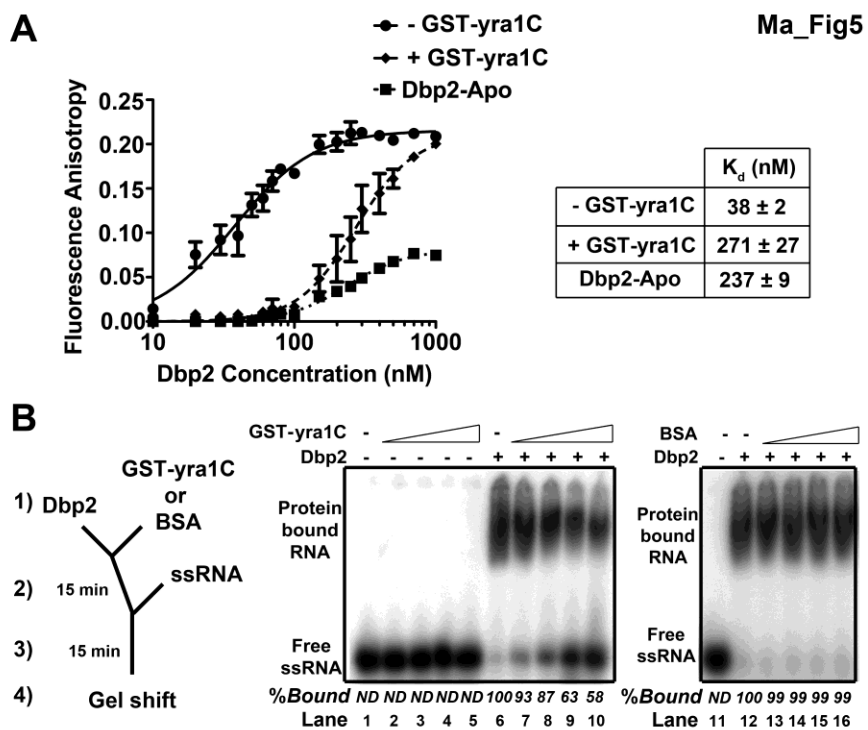 A
Ma_Fig5
- GST-yra1C
+ GST-yra1C
Dbp2-Apo
Fluorescence Anisotropy
0.25
0.20
0.15
0.10
0.05
0.00
10
100
1000
Dbp2 Concentration (nM)
Kd (nM)
- GST-yra1C 38 ± 2
+ GST-yra1C 271 ± 27
Dbp2-Apo 237 ± 9
B
1)
Dbp2
GST-yra1C
or
BSA
2)
15 min
ssRNA
3)
15 min
4)
Gel shift
GST-yra1C - -
Dbp2 - - - - - + + + + +
Protein
bound
RNA
Free
ssRNA
%Bound ND ND ND ND ND 100 93 87 63 58
Lane 1 2 3 4 5 6 7 8 9 10
BSA - -
Dbp2 - + + + + +
Protein
bound
RNA
Free
ssRNA
%Bound ND 100 99 99 99 99
Lane 11 12 13 14 15 16